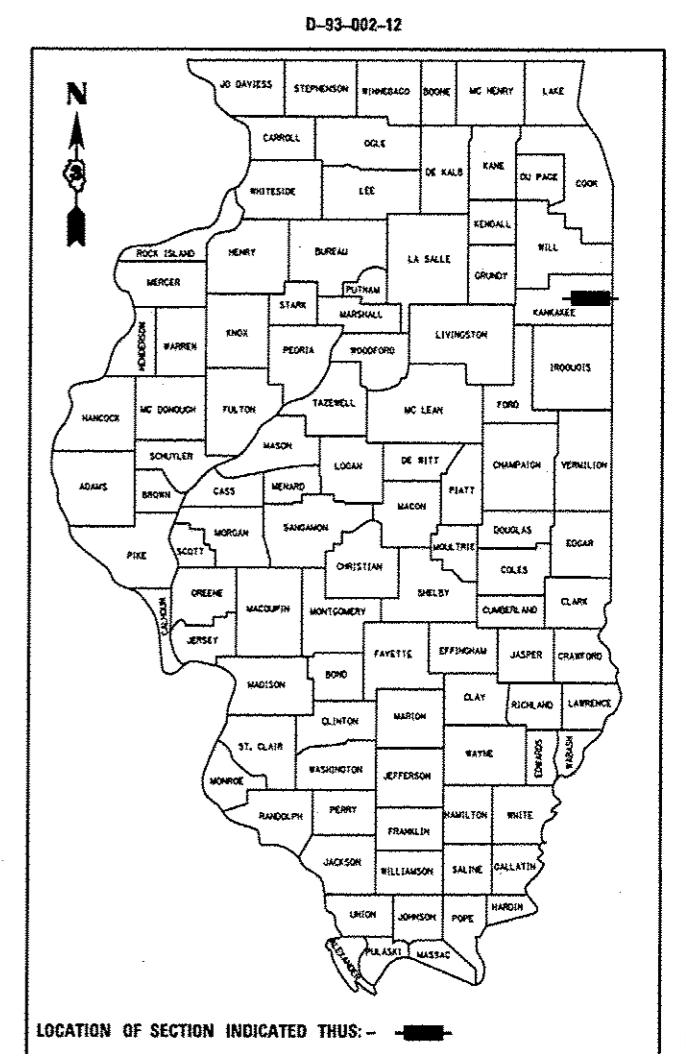 D-93-002-12
N
3
JO DAVIESS STEPHENSON WINNEBAGO BOONE MC HENRY LAKE
CARROLL OGLE
DE KALB KANE DU PAGE COOK
WHITESIDE LEE
KENDALL
WILL
ROCK ISLAND HENRY BUREAU LA SALLE GRUNDY
MERCER PUTNAM
STARK MARSHALL KANKAKEE
HENDERSON WARREN KNOX LIVINGSTON
PEORIA WOODFORD IROQUOIS
HANCOCK MC DONOUGH FULTON TAZEWELL MC LEAN FORD
MASON
SCHUYLER LOGAN DE WITT CHAMPAIGN VERMILION
ADAMS BROWN CASS MENARD PIATT
MACON
MORGAN SANGAMON DOUGLAS
PIKE SCOTT CHRISTIAN MOULTRIE EDGAR
COLES
GREENE SHELBY
CALHOUN MACOUPIN MONTGOMERY CUMBERLAND CLARK
JERSEY
FAYETTE EFFINGHAM JASPER CRAWFORD
MADISON BOND
CLAY RICHLAND LAWRENCE
CLINTON MARION
ST. CLAIR WAYNE EDWARDS WABASH
MONROE WASHINGTON JEFFERSON
RANDOLPH PERRY HAMILTON WHITE
FRANKLIN
JACKSON WILLIAMSON SALINE GALLATIN
HARDIN
UNION JOHNSON POPE
ALEXANDER PULASKI MASSAC
LOCATION OF SECTION INDICATED THUS: -